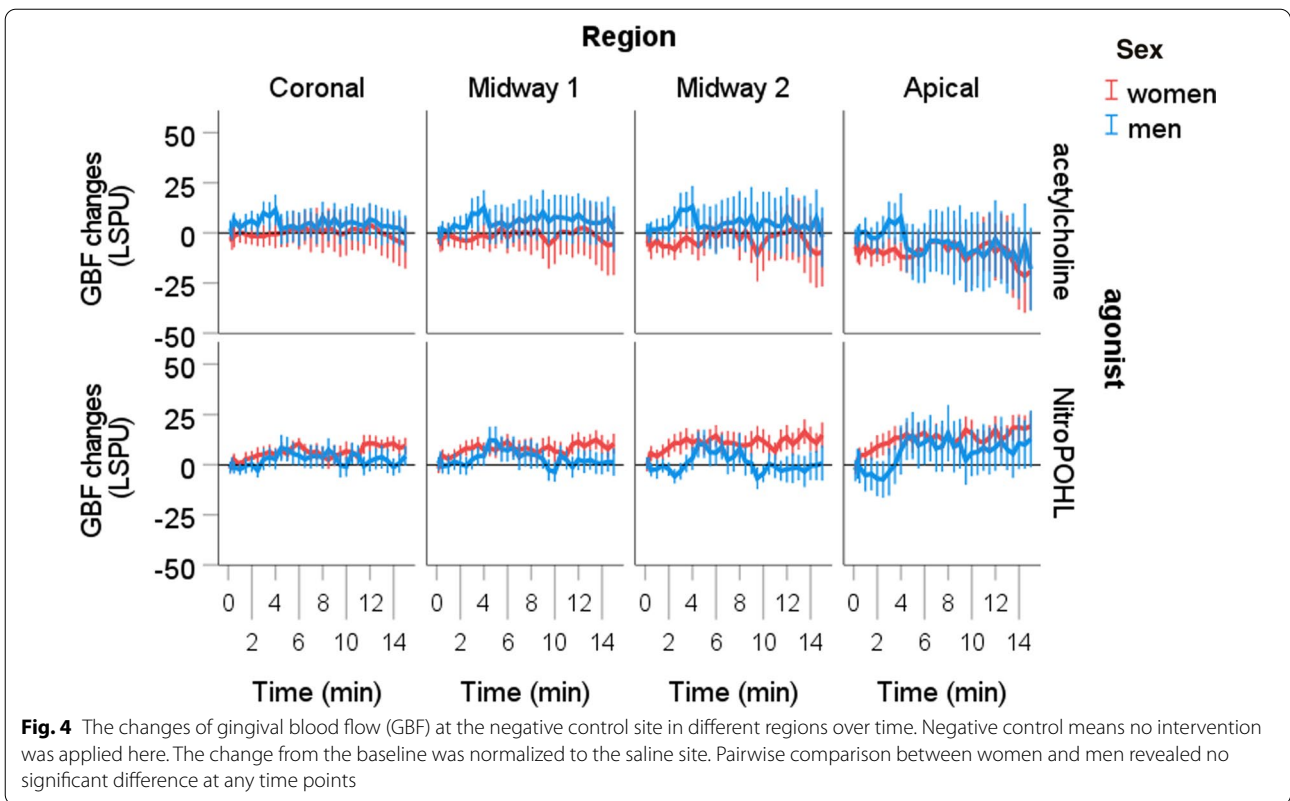 Region
Sex
women
men
Coronal Midway 1 Midway 2 Apical
GBF changes
(LSPU)
50
25
0
-25
-50
acetylcholine
agonist
GBF changes
(LSPU)
50
25
0
-25
-50
NitroPOHL
0 4 8 12 0 4 8 12 0 4 8 12 0 4 8 12
2 6 10 14 2 6 10 14 2 6 10 14 2 6 10 14
Time (min) Time (min) Time (min) Time (min)
Fig. 4 The changes of gingival blood flow (GBF) at the negative control site in different regions over time. Negative control means no intervention
was applied here. The change from the baseline was normalized to the saline site. Pairwise comparison between women and men revealed no
significant difference at any time points